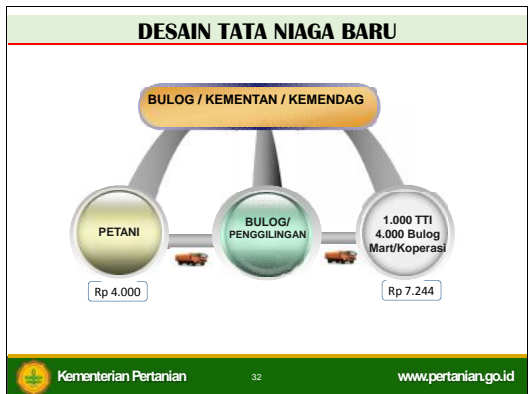 DESAIN TATA NIAGA BARU
BULOG / KEMENTAN / KEMENDAG
PETANI
BULOG/
PENGGILINGAN
1.000 TTI
4.000 Bulog
Mart/Koperasi
Rp 4.000
Rp 7.244
Kementerian Pertanian
32
www.pertanian.go.id